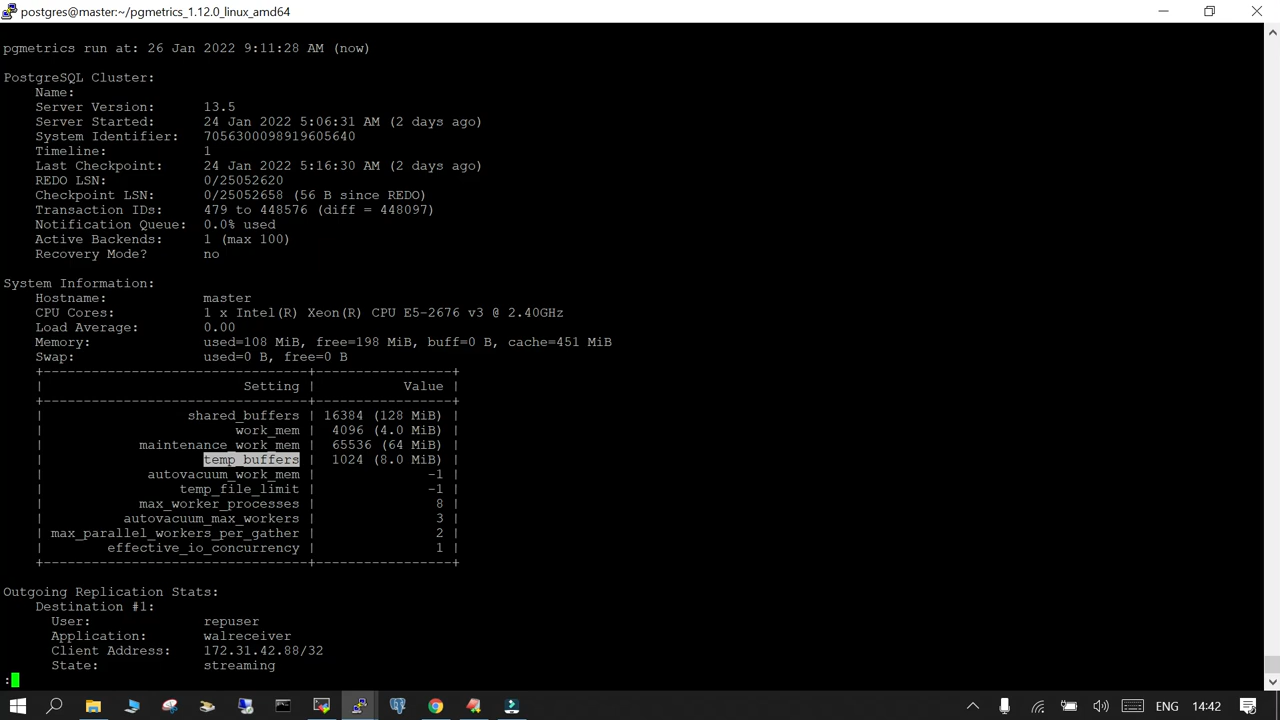 postgres@master:~/pgmetrics_1.12.0_linux_amd64
pgmetrics run at: 26 Jan 2022 9:11:28 AM (now)
PostgreSQL Cluster:
Name:
Server Version: 13.5
Server Started: 24 Jan 2022 5:06:31 AM (2 days ago)
System Identifier: 7056300098919605640
Timeline: 1
Last Checkpoint: 24 Jan 2022 5:16:30 AM (2 days ago)
REDO LSN: 0/25052620
Checkpoint LSN: 0/25052658 (56 B since REDO)
Transaction IDs: 479 to 448576 (diff = 448097)
Notification Queue: 0.0% used
Active Backends: 1 (max 100)
Recovery Mode? no
System Information:
Hostname: master
CPU Cores: 1 x Intel(R) Xeon(R) CPU E5-2676 v3 @ 2.40GHz
Load Average: 0.00
Memory: used=108 MiB, free=198 MiB, buff=0 B, cache=451 MiB
Swap: used=0 B, free=0 B
+----------------------------------+-----------------+
| Setting | Value |
+----------------------------------+-----------------+
| shared_buffers | 16384 (128 MiB) |
| work_mem | 4096 (4.0 MiB) |
| maintenance_work_mem | 65536 (64 MiB) |
| temp_buffers | 1024 (8.0 MiB) |
| autovacuum_work_mem | -1 |
| temp_file_limit | -1 |
| max_worker_processes | 8 |
| autovacuum_max_workers | 3 |
| max_parallel_workers_per_gather | 2 |
| effective_io_concurrency | 1 |
+----------------------------------+-----------------+
Outgoing Replication Stats:
Destination #1:
User: repuser
Application: walreceiver
Client Address: 172.31.42.88/32
State: streaming
:
ENG 14:42